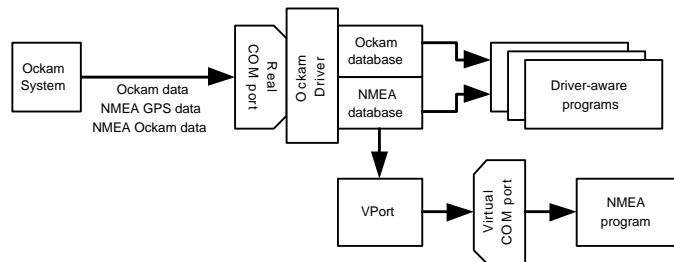 Ockam
System
Ockam data
NMEA GPS data
NMEA Ockam data
Real
COM port
Ockam
Driver
Ockam
database
NMEA
database
Driver-aware
programs
VPort
Virtual
COM port
NMEA
program